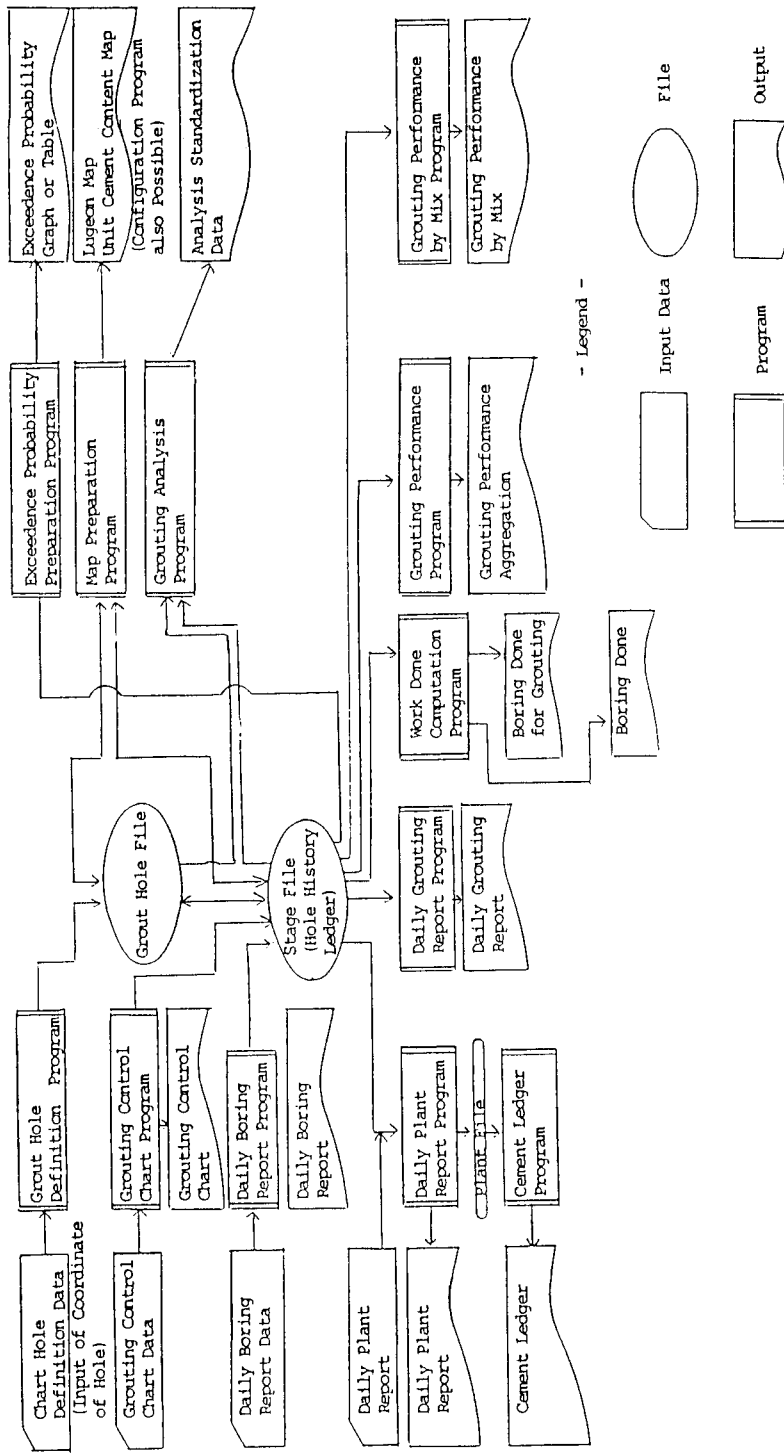 Chart Hole
Definition Data
(Input of Coordinate
of Hole)
Grout Hole
Definition Program
Grouting Control
Chart Data
Grouting Control
Chart Program
Grouting Control
Chart
Daily Boring
Report Data
Daily Boring
Report Program
Daily Boring
Report
Daily Plant
Report
Daily Plant
Report
Daily Plant
Report Program
Plant File
Cement Ledger
Cement Ledger
Program
Grout Hole File
Stage File
(Hole History
Ledger)
Daily Grouting
Report Program
Daily Grouting
Report
Exceedence Probability
Preparation Program
Exceedence Probability
Graph or Table
Map Preparation
Program
Lugeon Map
Unit Cement Content Map
(Configuration Program
also Possible)
Grouting Analysis
Program
Analysis Standardization
Data
Work Done
Computation
Program
Boring Done
for Grouting
Boring Done
Grouting Performance
Program
Grouting Performance
Aggregation
Grouting Performance
by Mix Program
Grouting Performance
by Mix
- Legend -
Input Data
File
Program
Output